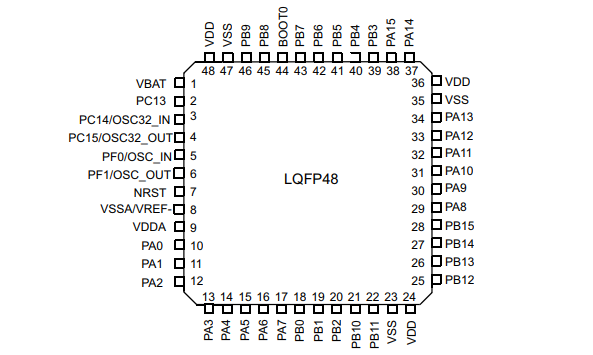 VDD VSS PB9 PB8 BOOT0 PB7 PB6 PB5 PB4 PB3 PA15 PA14
48 47 46 45 44 43 42 41 40 39 38 37
VBAT 1 36 VDD
PC13 2 35 VSS
PC14/OSC32_IN 3 34 PA13
PC15/OSC32_OUT 4 33 PA12
PF0/OSC_IN 5 32 PA11
PF1/OSC_OUT 6 31 PA10
LQFP48
NRST 7 30 PA9
VSSA/VREF- 8 29 PA8
VDDA 9 28 PB15
PA0 10 27 PB14
PA1 11 26 PB13
PA2 12 25 PB12
13 14 15 16 17 18 19 20 21 22 23 24
PA3 PA4 PA5 PA6 PA7 PB0 PB1 PB2 PB10 PB11 VSS VDD